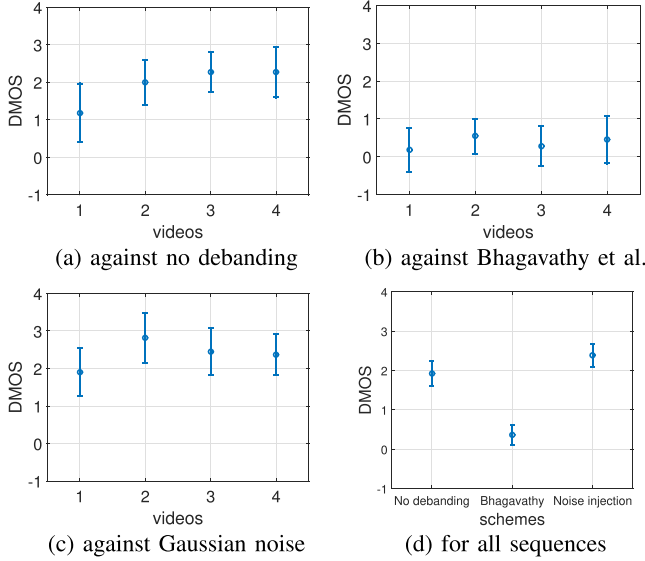 4
3
2
1
0
-1
DMOS
1 2 3 4
videos
(a) against no debanding
4
3
2
1
0
-1
DMOS
1 2 3 4
videos
(b) against Bhagavathy et al.
4
3
2
1
0
-1
DMOS
1 2 3 4
videos
(c) against Gaussian noise
4
3
2
1
0
-1
DMOS
No debanding Bhagavathy Noise injection
schemes
(d) for all sequences